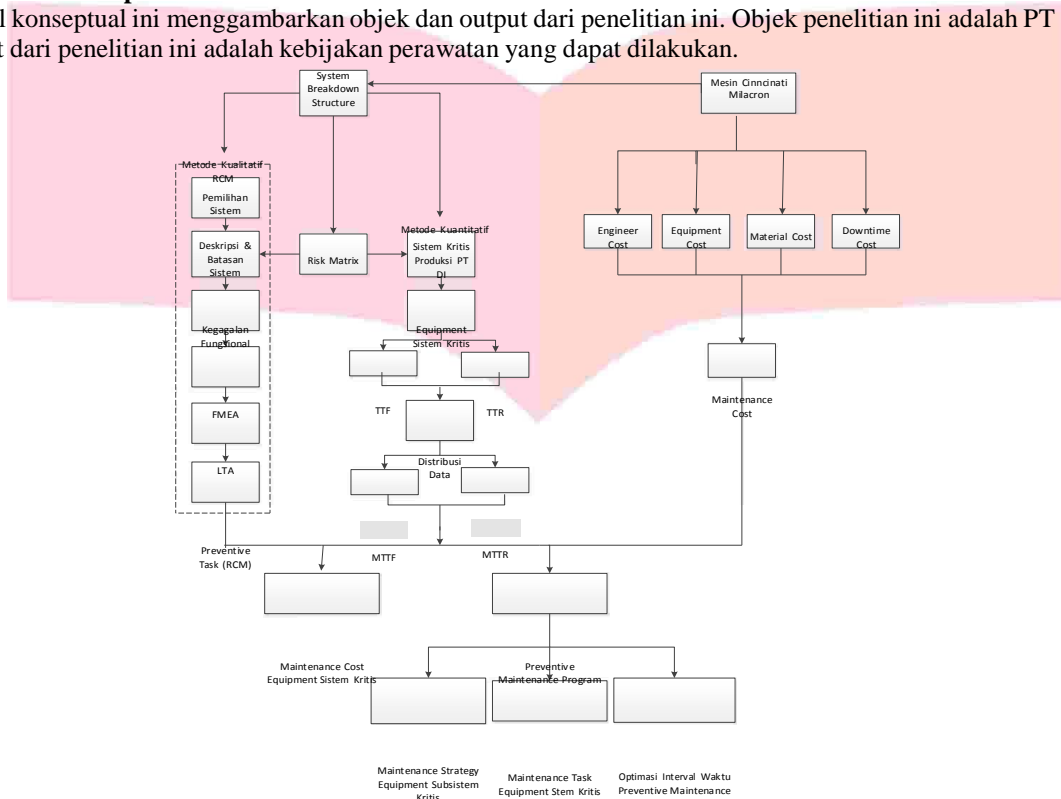 l konseptual ini menggambarkan objek dan output dari penelitian ini. Objek penelitian ini adalah PT
t dari penelitian ini adalah kebijakan perawatan yang dapat dilakukan.
System
Breakdown
Structure
Mesin Cinncinati
Milacron
Metode Kualitatif
RCM
Pemilihan
Sistem
Deskripsi &
Batasan
Sistem
Risk Matrix
Metode Kuantitatif
Sistem Kritis
Produksi PT
DI
Engineer
Cost
Equipment
Cost
Material Cost
Downtime
Cost
Kegagalan
Fungsional
Equipment
Sistem Kritis
Maintenance
Cost
FMEA
TTF
TTR
LTA
Distribusi
Data
Preventive
Task (RCM)
MTTF
MTTR
Maintenance Cost
Equipment Sistem Kritis
Preventive
Maintenance Program
Maintenance Strategy
Equipment Subsistem
Kritis
Maintenance Task
Equipment Stem Kritis
Optimasi Interval Waktu
Preventive Maintenance